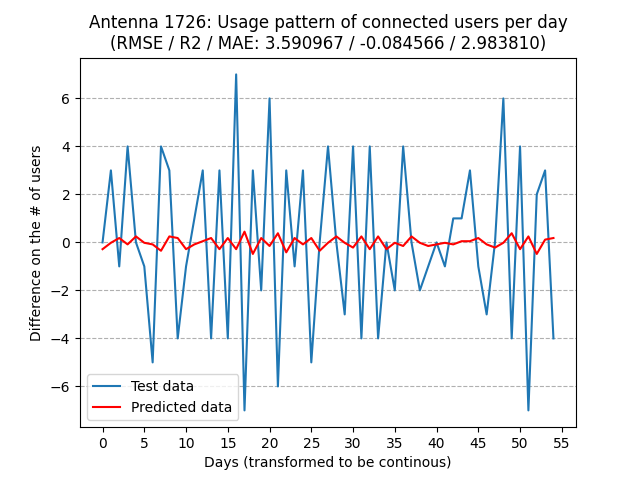 Antenna 1726: Usage pattern of connected users per day
(RMSE / R2 / MAE: 3.590967 / -0.084566 / 2.983810)
Difference on the # of users
6
4
2
0
−2
−4
−6
Test data
Predicted data
0 5 10 15 20 25 30 35 40 45 50 55
Days (transformed to be continous)